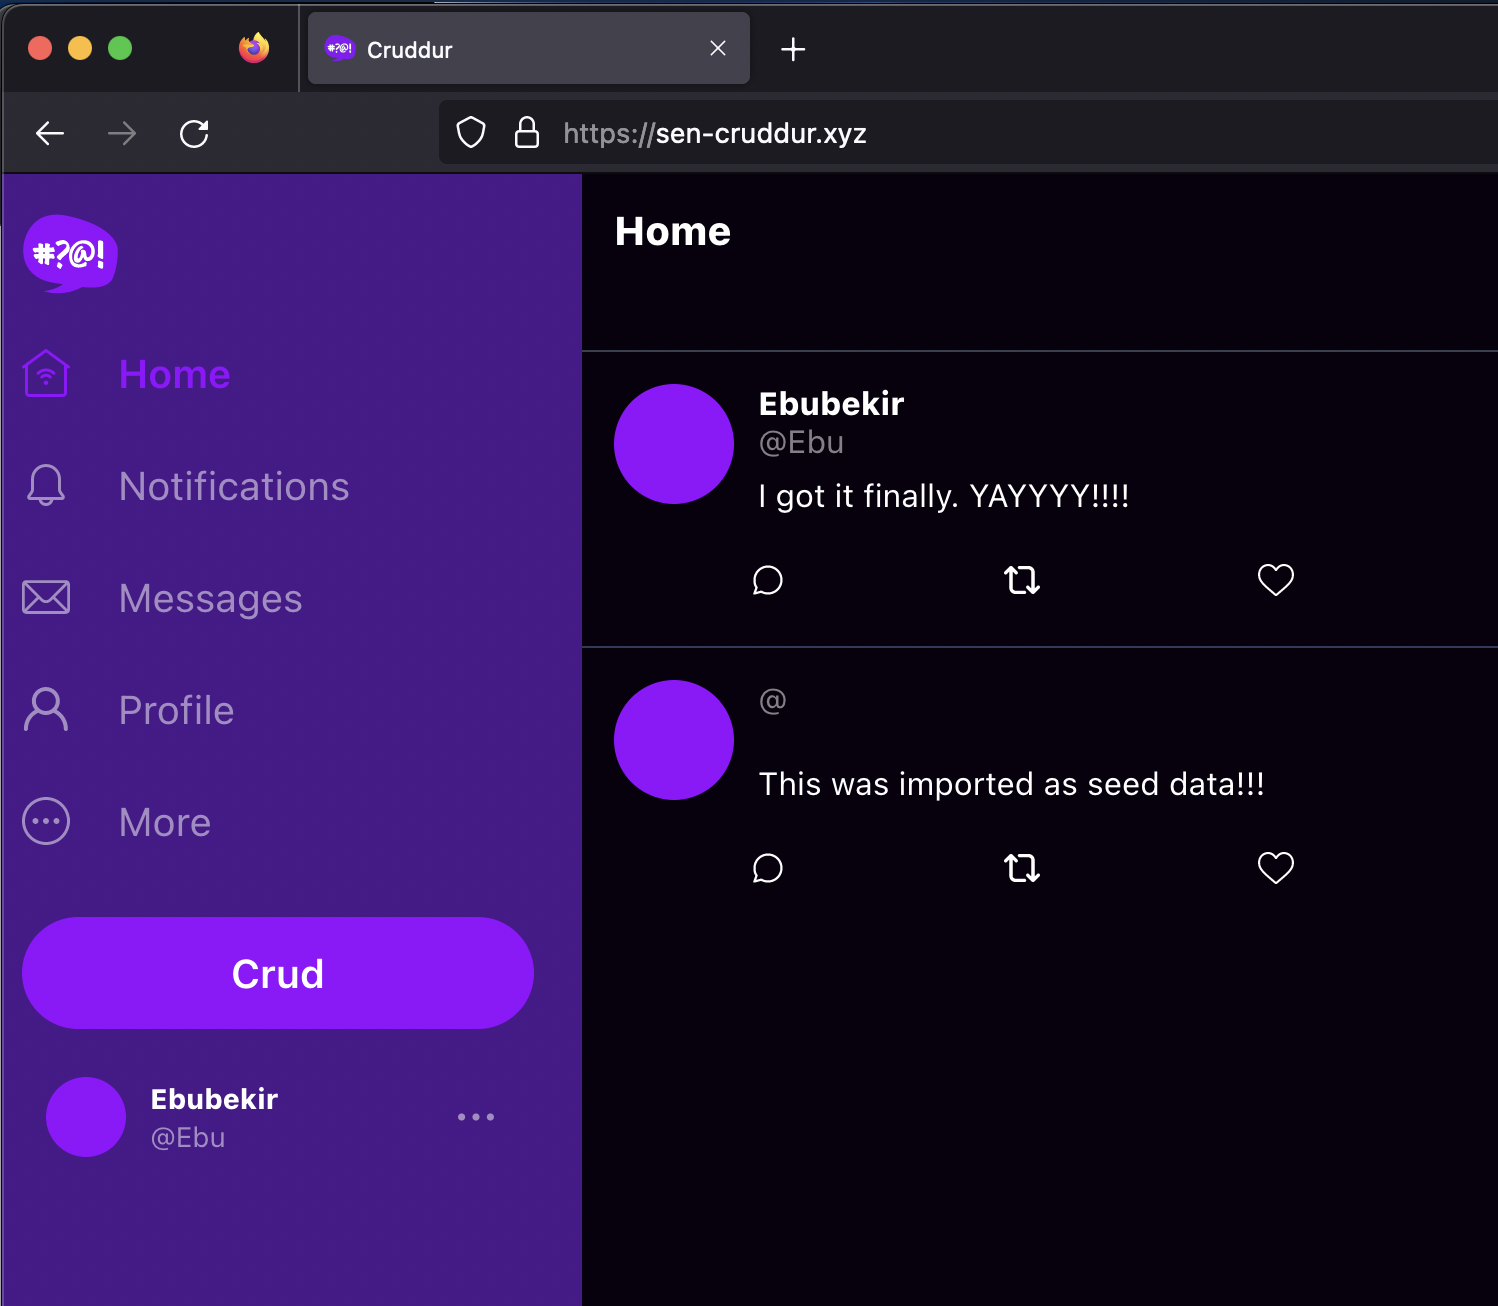 #?@! Cruddur
https://sen-cruddur.xyz
#?@!
Home
Notifications
Messages
Profile
More
Crud
Ebubekir
@Ebu
Home
Ebubekir
@Ebu
I got it finally. YAYYYY!!!!
@
This was imported as seed data!!!